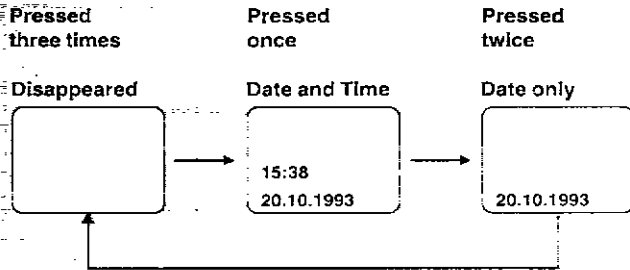 Pressed three times
Pressed once
Pressed twice
Disappeared
Date and Time
Date only
15:38
20.10.1993
20.10.1993